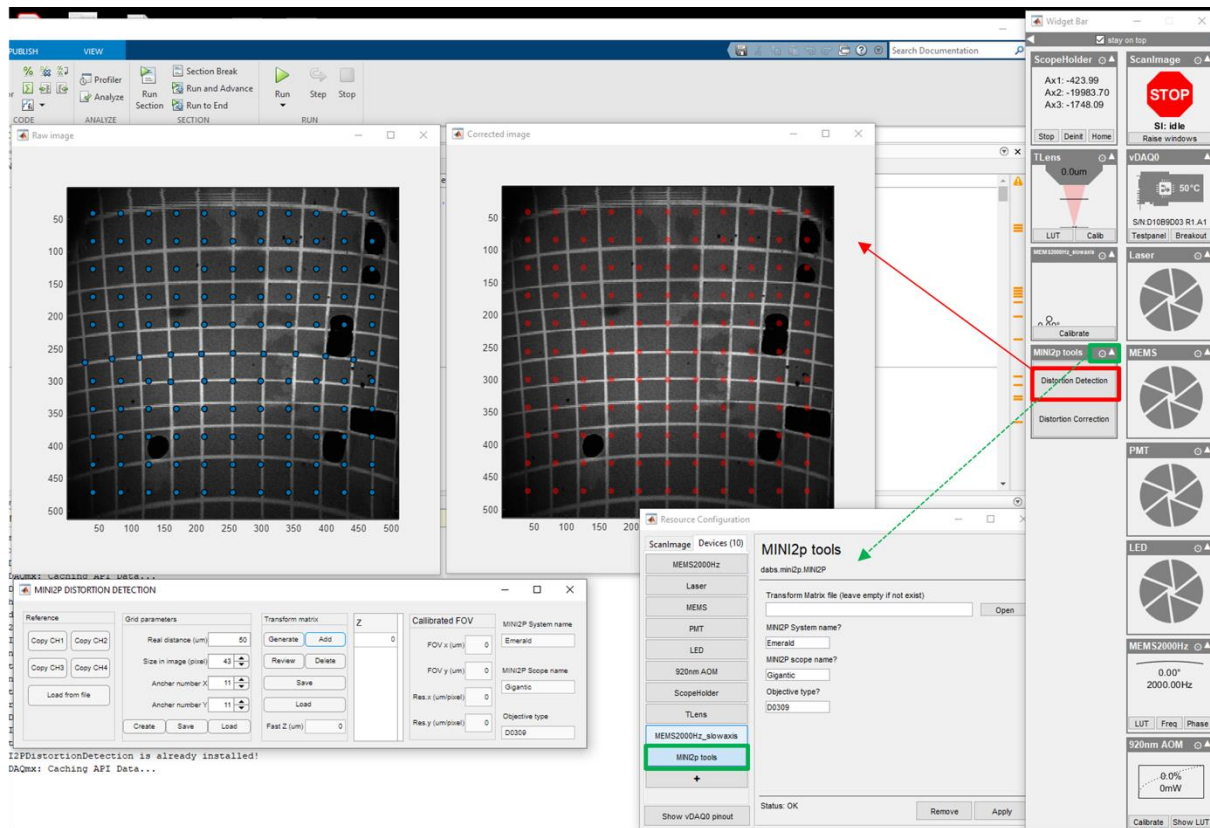 PUBLISH
VIEW
Search Documentation
Profiler
Analyze
Run Section
Section Break
Run and Advance
Run to End
Run
Step
Stop
CODE
ANALYZE
SECTION
RUN
Raw image
50
100
150
200
250
300
350
400
450
500
50 100 150 200 250 300 350 400 450 500
Corrected image
50
100
150
200
250
300
350
400
450
500
50 100 150 200
DAQmx: Caching API Data...
MINI2P DISTORTION DETECTION
Reference
Copy CH1
Copy CH2
Copy CH3
Copy CH4
Load from file
Grid parameters
Real distance (um) 50
Size in image (pixel) 43
Ancher number X 11
Ancher number Y 11
Create
Save
Load
Transform matrix
Generate
Add
Review
Delete
Save
Load
Fast Z (um) 0
Z
0
Callibrated FOV
FOV x (um) 0
FOV y (um) 0
Res.x (um/pixel) 0
Res.y (um/pixel) 0
MINI2P System name
Emerald
MINI2P Scope name
Gigantic
Objective type
D0309
I2PDistortionDetection is already installed!
DAQmx: Caching API Data...
Resource Configuration
ScanImage
Devices (10)
MEMS2000Hz
Laser
MEMS
PMT
LED
920nm AOM
ScopeHolder
TLens
MEMS2000Hz_slowaxis
MINI2p tools
+
Show vDAQ0 pinout
MINI2p tools
dabs.mini2p.MINI2P
Transform Matrix file (leave empty if not exist)
Open
MINI2P System name?
Emerald
MINI2P scope name?
Gigantic
Objective type?
D0309
Status: OK
Remove
Apply
Widget Bar
stay on top
ScopeHolder
Ax1: -423.99
Ax2: -19983.70
Ax3: -1748.09
Stop
Deinit
Home
TLens
0.0um
LUT
Calib
MEMS2000Hz_slowaxis
0.00°
Calibrate
MINI2p tools
Distortion Detection
Distortion Correction
ScanImage
STOP
SI: idle
Raise windows
vDAQ0
50°C
S/N:D10B9D03 R1.A1
Testpanel
Breakout
Laser
MEMS
PMT
LED
MEMS2000Hz
0.00°
2000.00Hz
LUT
Freq
Phase
920nm AOM
0.0%
0mW
Calibrate
Show LUT